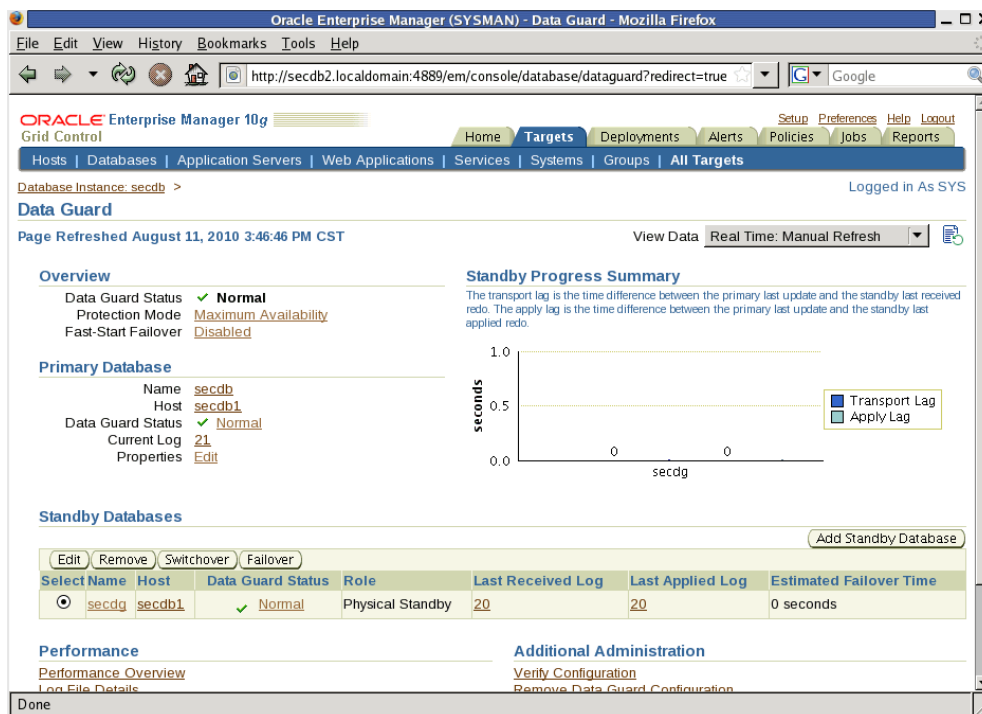 Oracle Enterprise Manager (SYSMAN) - Data Guard - Mozilla Firefox
File Edit View History Bookmarks Tools Help
http://secdb2.localdomain:4889/em/console/database/dataguard?redirect=true G Google
ORACLE Enterprise Manager 10g
Grid Control
Setup Preferences Help Logout
Home Targets Deployments Alerts Policies Jobs Reports
Hosts | Databases | Application Servers | Web Applications | Services | Systems | Groups | All Targets
Database Instance: secdb >
Logged in As SYS
Data Guard
Page Refreshed August 11, 2010 3:46:46 PM CST
View Data Real Time: Manual Refresh
Overview
Data Guard Status Normal
Protection Mode Maximum Availability
Fast-Start Failover Disabled
Primary Database
Name secdb
Host secdb1
Data Guard Status Normal
Current Log 21
Properties Edit
Standby Progress Summary
The transport lag is the time difference between the primary last update and the standby last received
redo. The apply lag is the time difference between the primary last update and the standby last
applied redo.
1.0
seconds
0.5
0.0
0 0
secdg
Transport Lag
Apply Lag
Standby Databases
Add Standby Database
Edit Remove Switchover Failover
Select Name Host Data Guard Status Role Last Received Log Last Applied Log Estimated Failover Time
secdg secdb1 Normal Physical Standby 20 20 0 seconds
Performance
Performance Overview
Log File Details
Additional Administration
Verify Configuration
Remove Data Guard Configuration
Done